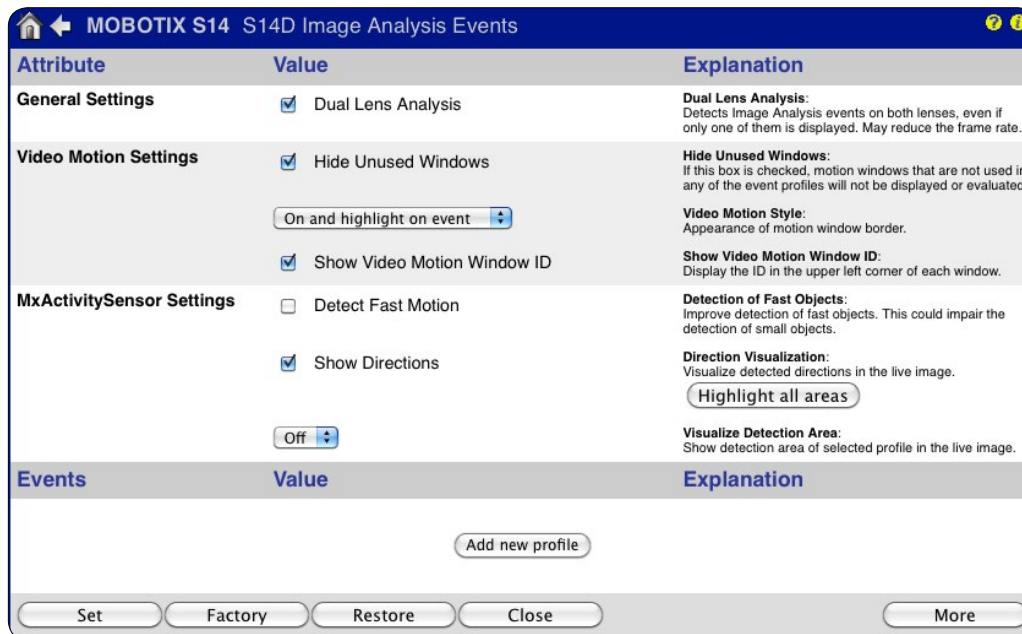 MOBOTIX S14 S14D Image Analysis Events ? i
Attribute Value Explanation
General Settings Dual Lens Analysis Dual Lens Analysis:
Detects Image Analysis events on both lenses, even if
only one of them is displayed. May reduce the frame rate.
Video Motion Settings Hide Unused Windows Hide Unused Windows:
If this box is checked, motion windows that are not used in
any of the event profiles will not be displayed or evaluated
On and highlight on event Video Motion Style:
Appearance of motion window border.
Show Video Motion Window ID Show Video Motion Window ID:
Display the ID in the upper left corner of each window.
MxActivitySensor Settings Detect Fast Motion Detection of Fast Objects:
Improve detection of fast objects. This could impair the
detection of small objects.
Show Directions Direction Visualization:
Visualize detected directions in the live image.
Highlight all areas
Off Visualize Detection Area:
Show detection area of selected profile in the live image.
Events Value Explanation
Add new profile
Set Factory Restore Close More